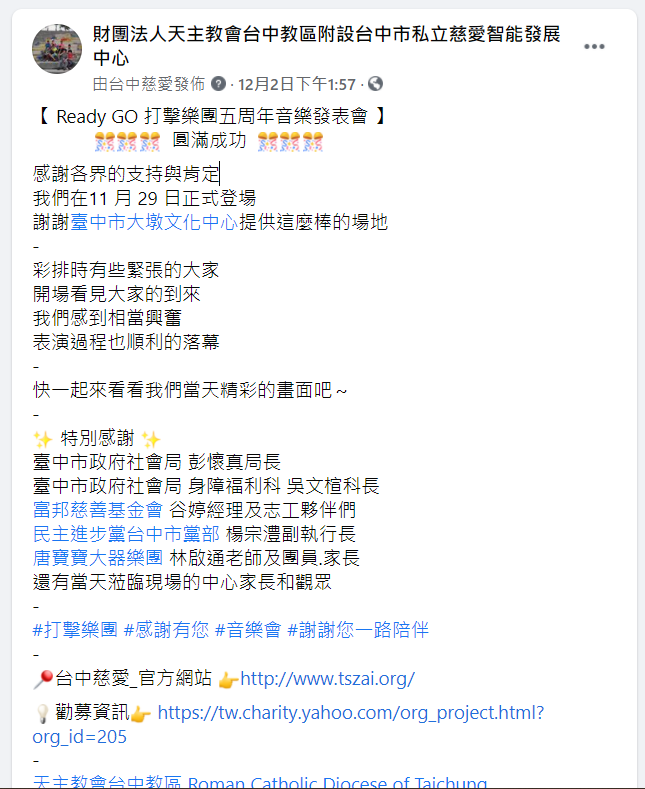 財團法人天主教會台中教區附設台中市私立慈愛智能發展
中心
由台中慈愛發佈 · 12月2日下午1:57 ·
【 Ready GO 打擊樂團五周年音樂發表會 】
圓滿成功
感謝各界的支持與肯定
我們在11 月 29 日正式登場
謝謝臺中市大墩文化中心提供這麼棒的場地
-
彩排時有些緊張的大家
開場看見大家的到來
我們感到相當興奮
表演過程也順利的落幕
-
快一起來看看我們當天精彩的畫面吧～
-
✨ 特別感謝 ✨
臺中市政府社會局 彭懷真局長
臺中市政府社會局 身障福利科 吳文楦科長
富邦慈善基金會 谷婷經理及志工夥伴們
民主進步黨台中市黨部 楊宗澧副執行長
唐寶寶大器樂團 林啟通老師及團員.家長
還有當天蒞臨現場的中心家長和觀眾
-
#打擊樂團 #感謝有您 #音樂會 #謝謝您一路陪伴
-
📍台中慈愛_官方網站 👉http://www.tszai.org/
💡勸募資訊👉 https://tw.charity.yahoo.com/org_project.html?
org_id=205
-
天主教會台中教區 Roman Catholic Diocese of Taichung